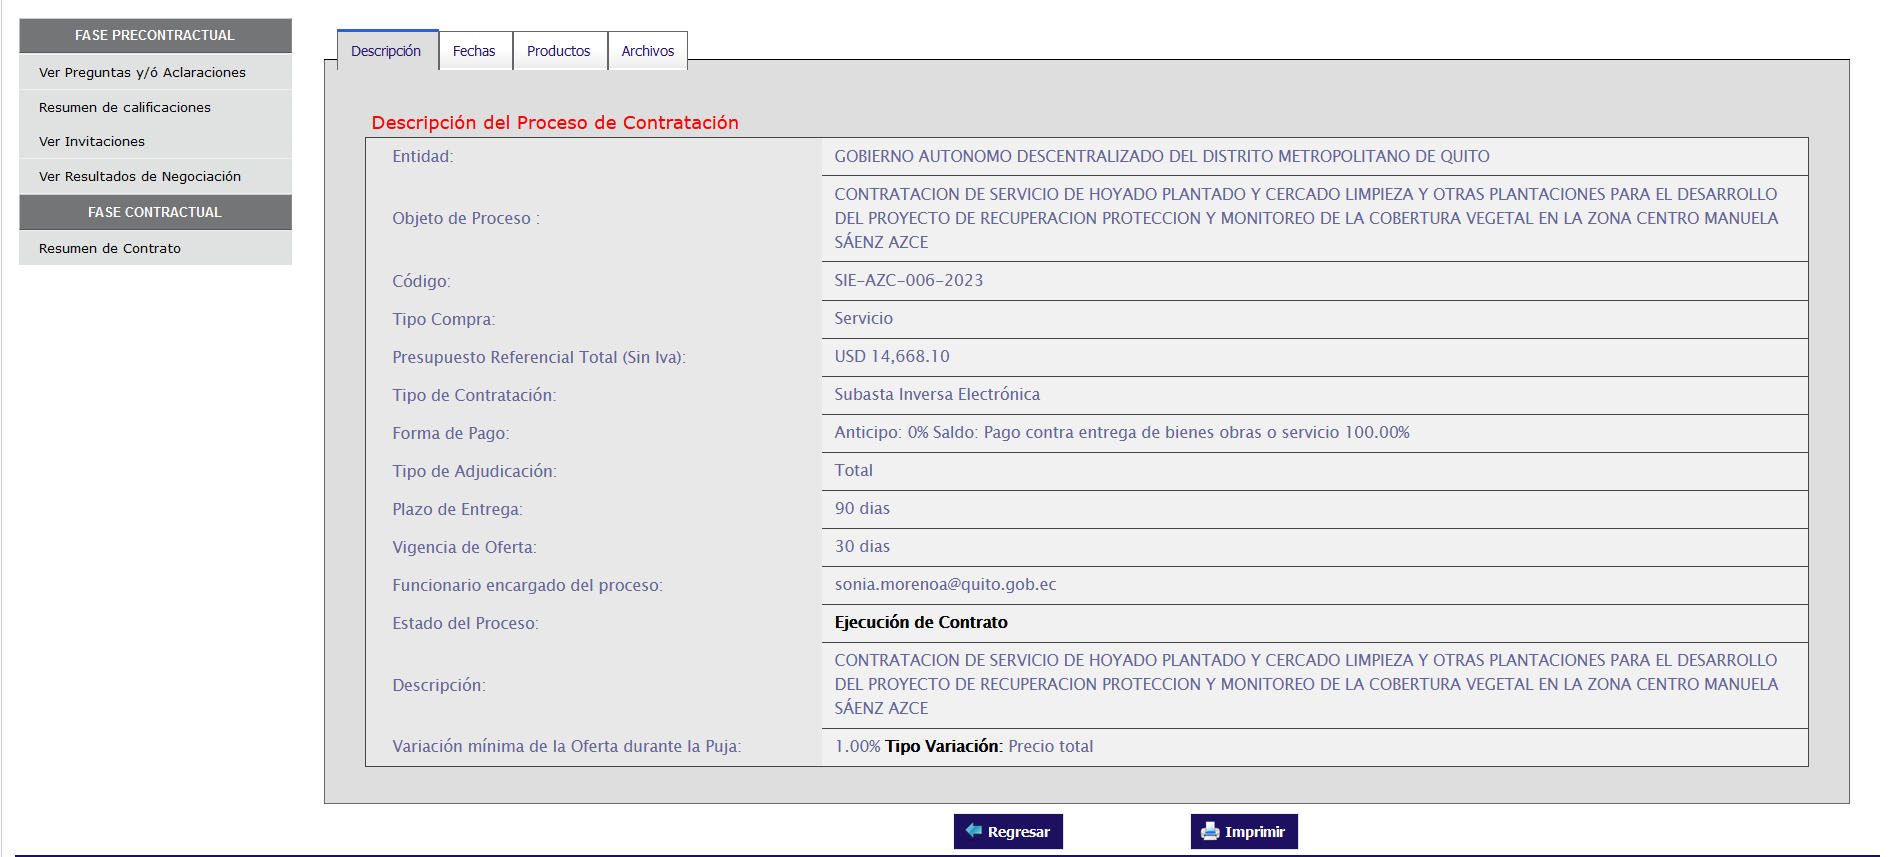 FASE PRECONTRACTUAL
Ver Preguntas y/ó Aclaraciones
Resumen de calificaciones
Ver Invitaciones
Ver Resultados de Negociación
FASE CONTRACTUAL
Resumen de Contrato
Descripción
Fechas
Productos
Archivos
Descripción del Proceso de Contratación
Entidad:
GOBIERNO AUTONOMO DESCENTRALIZADO DEL DISTRITO METROPOLITANO DE QUITO
Objeto de Proceso :
CONTRATACION DE SERVICIO DE HOYADO PLANTADO Y CERCADO LIMPIEZA Y OTRAS PLANTACIONES PARA EL DESARROLLO
DEL PROYECTO DE RECUPERACION PROTECCION Y MONITOREO DE LA COBERTURA VEGETAL EN LA ZONA CENTRO MANUELA
SÁENZ AZCE
Código:
SIE-AZC-006-2023
Tipo Compra:
Servicio
Presupuesto Referencial Total (Sin Iva):
USD 14,668.10
Tipo de Contratación:
Subasta Inversa Electrónica
Forma de Pago:
Anticipo: 0% Saldo: Pago contra entrega de bienes obras o servicio 100.00%
Tipo de Adjudicación:
Total
Plazo de Entrega:
90 dias
Vigencia de Oferta:
30 dias
Funcionario encargado del proceso:
sonia.morenoa@quito.gob.ec
Estado del Proceso:
Ejecución de Contrato
Descripción:
CONTRATACION DE SERVICIO DE HOYADO PLANTADO Y CERCADO LIMPIEZA Y OTRAS PLANTACIONES PARA EL DESARROLLO
DEL PROYECTO DE RECUPERACION PROTECCION Y MONITOREO DE LA COBERTURA VEGETAL EN LA ZONA CENTRO MANUELA
SÁENZ AZCE
Variación mínima de la Oferta durante la Puja:
1.00% Tipo Variación: Precio total
Regresar
Imprimir